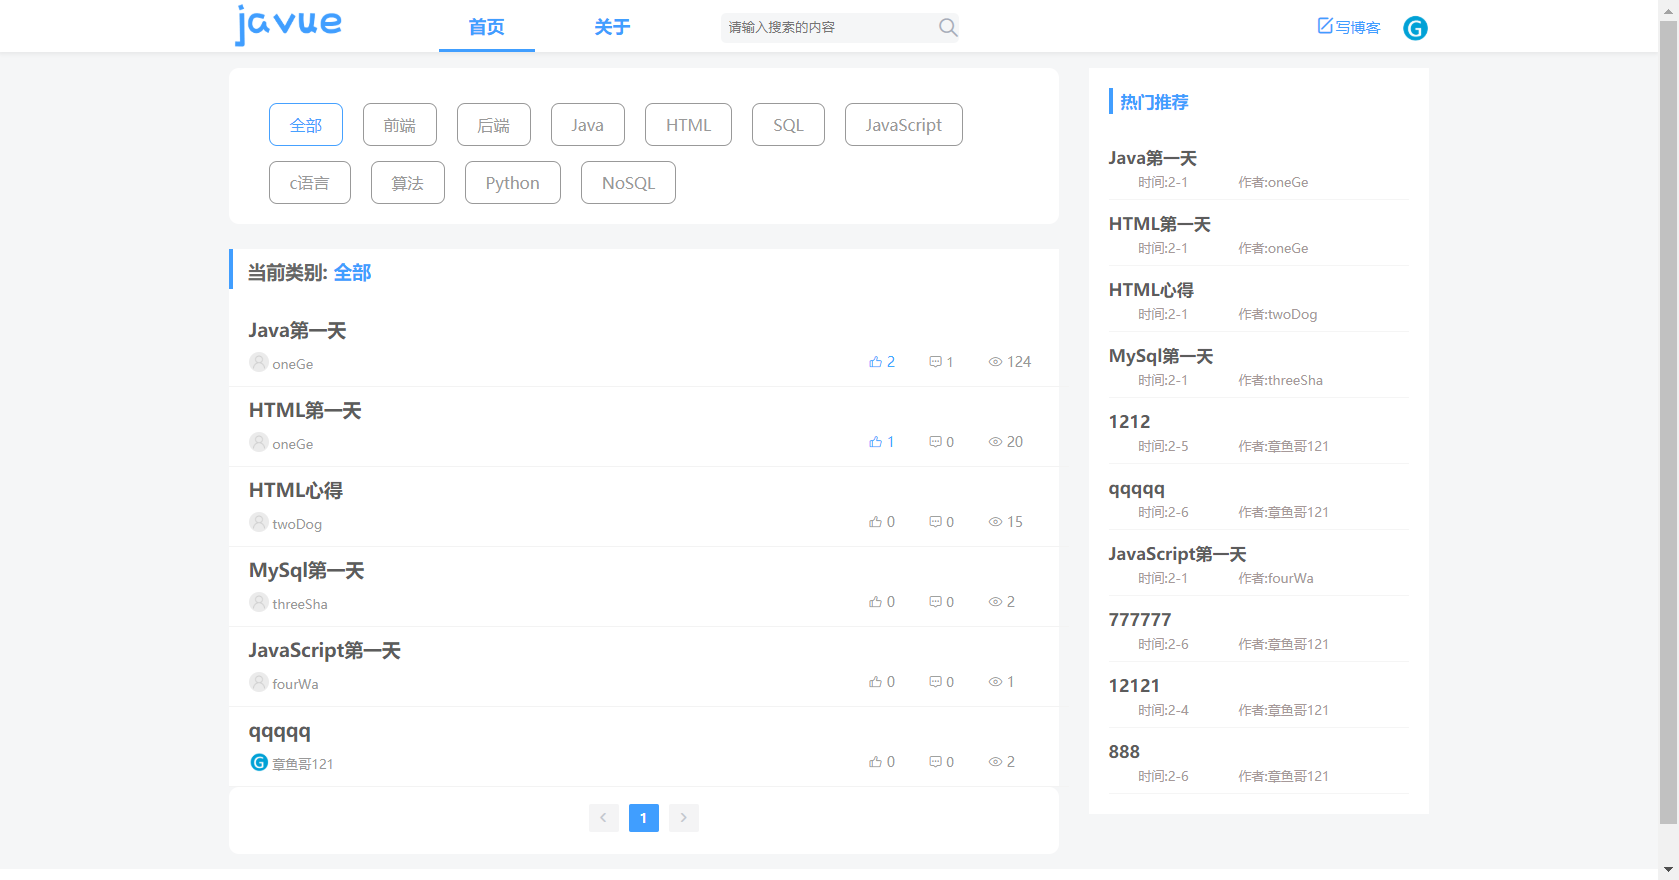 javue 首页 关于 请输入搜索的内容 写博客 G
全部 前端 后端 Java HTML SQL JavaScript
c语言 算法 Python NoSQL
当前类别: 全部
Java第一天
oneGe 2 1 124
HTML第一天
oneGe 1 0 20
HTML心得
twoDog 0 0 15
MySql第一天
threeSha 0 0 2
JavaScript第一天
fourWa 0 0 1
qqqqq
G 章鱼哥121 0 0 2
1
热门推荐
Java第一天
时间:2-1 作者:oneGe
HTML第一天
时间:2-1 作者:oneGe
HTML心得
时间:2-1 作者:twoDog
MySql第一天
时间:2-1 作者:threeSha
1212
时间:2-5 作者:章鱼哥121
qqqqq
时间:2-6 作者:章鱼哥121
JavaScript第一天
时间:2-1 作者:fourWa
777777
时间:2-6 作者:章鱼哥121
12121
时间:2-4 作者:章鱼哥121
888
时间:2-6 作者:章鱼哥121